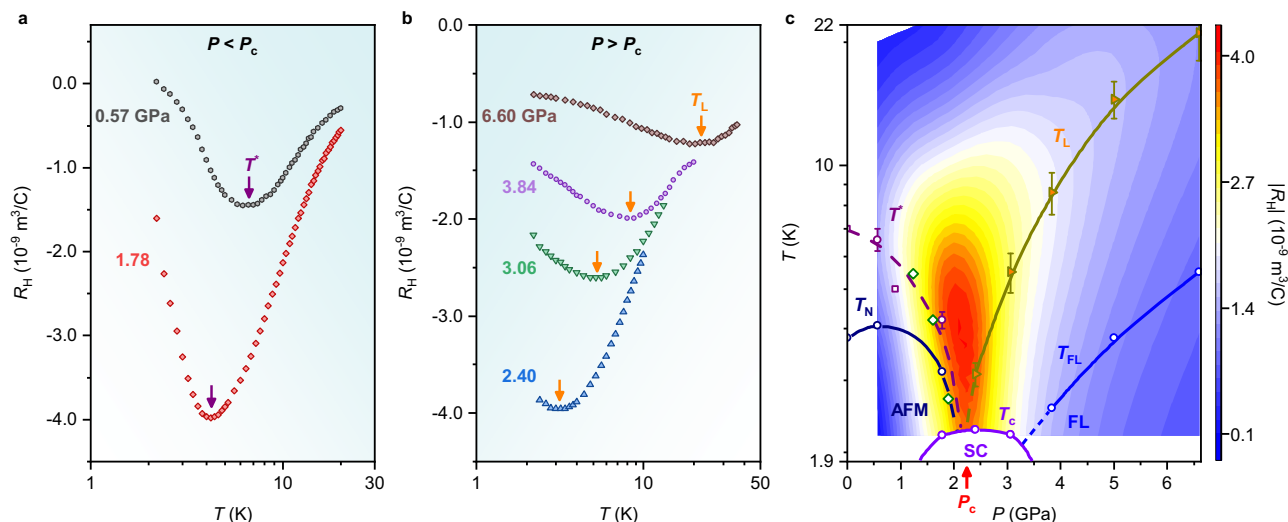 a
P < Pc
0.0
-1.0
-2.0
-3.0
-4.0
RH (10-9 m3/C)
0.57 GPa
T*
1.78
1
10
30
T (K)
b
P > Pc
-1.0
0.0
-1.0
-2.0
-3.0
-4.0
RH (10-9 m3/C)
TL
6.60 GPa
3.84
3.06
2.40
1
10
50
T (K)
c
22
10
1.9
T (K)
TL
T*
TN
TFL
AFM
Tc
FL
SC
0
1
2
3
4
5
6
Pc
P (GPa)
4.0
2.7
1.4
0.1
|RH| (10-9 m3/C)